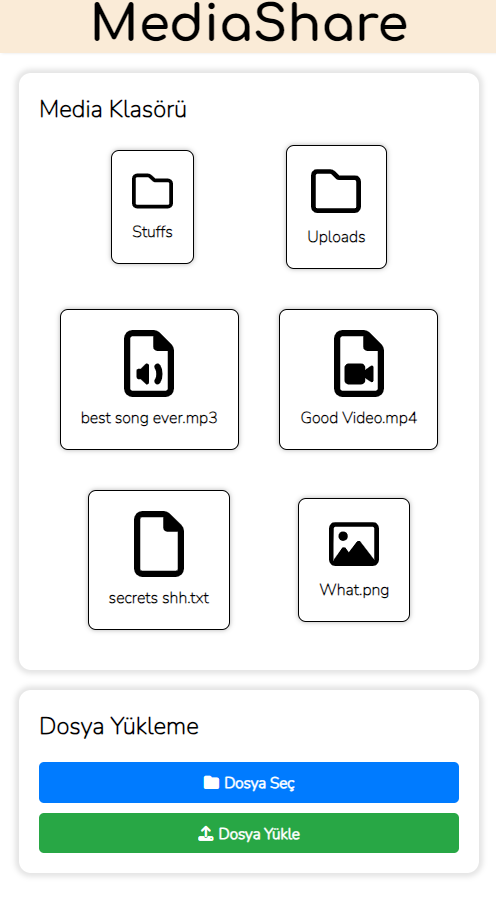 MediaShare
Media Klasörü
Stuffs
Uploads
best song ever.mp3
Good Video.mp4
secrets shh.txt
What.png
Dosya Yükleme
Dosya Seç
Dosya Yükle